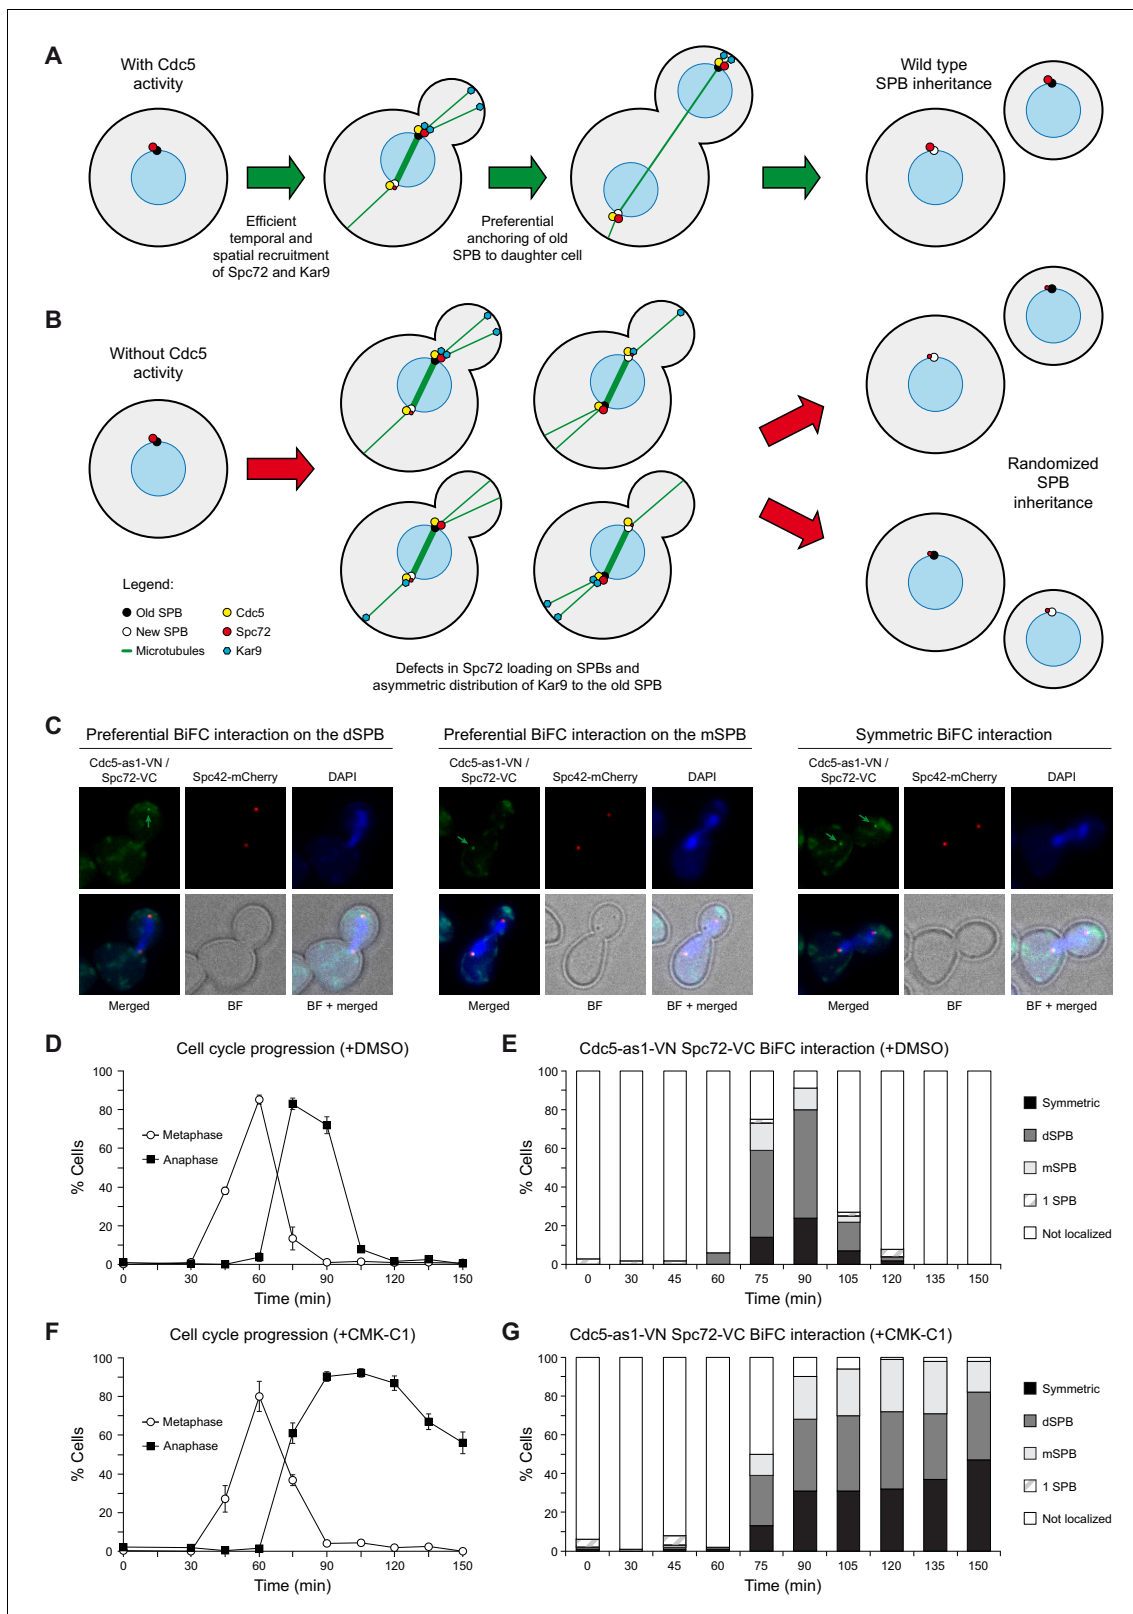 A
With Cdc5
activity
Efficient
temporal and
spatial recruitment
of Spc72 and Kar9
Preferential
anchoring of old
SPB to daughter cell
Wild type
SPB inheritance
B
Without Cdc5
activity
Legend:
Old SPB
New SPB
Microtubules
Cdc5
Spc72
Kar9
Defects in Spc72 loading on SPBs and
asymmetric distribution of Kar9 to the old SPB
Randomized
SPB
inheritance
C
Preferential BiFC interaction on the dSPB
Cdc5-as1-VN /
Spc72-VC
Spc42-mCherry
DAPI
Merged
BF
BF + merged
Preferential BiFC interaction on the mSPB
Cdc5-as1-VN /
Spc72-VC
Spc42-mCherry
DAPI
Merged
BF
BF + merged
Symmetric BiFC interaction
Cdc5-as1-VN /
Spc72-VC
Spc42-mCherry
DAPI
Merged
BF
BF + merged
D
Cell cycle progression (+DMSO)
% Cells
100
80
60
40
20
0
Metaphase
Anaphase
0 30 60 90 120 150
Time (min)
E
Cdc5-as1-VN Spc72-VC BiFC interaction (+DMSO)
% Cells
100
80
60
40
20
0
0 30 45 60 75 90 105 120 135 150
Time (min)
Symmetric
dSPB
mSPB
1 SPB
Not localized
F
Cell cycle progression (+CMK-C1)
% Cells
100
80
60
40
20
0
Metaphase
Anaphase
0 30 60 90 120 150
Time (min)
G
Cdc5-as1-VN Spc72-VC BiFC interaction (+CMK-C1)
% Cells
100
80
60
40
20
0
0 30 45 60 75 90 105 120 135 150
Time (min)
Symmetric
dSPB
mSPB
1 SPB
Not localized